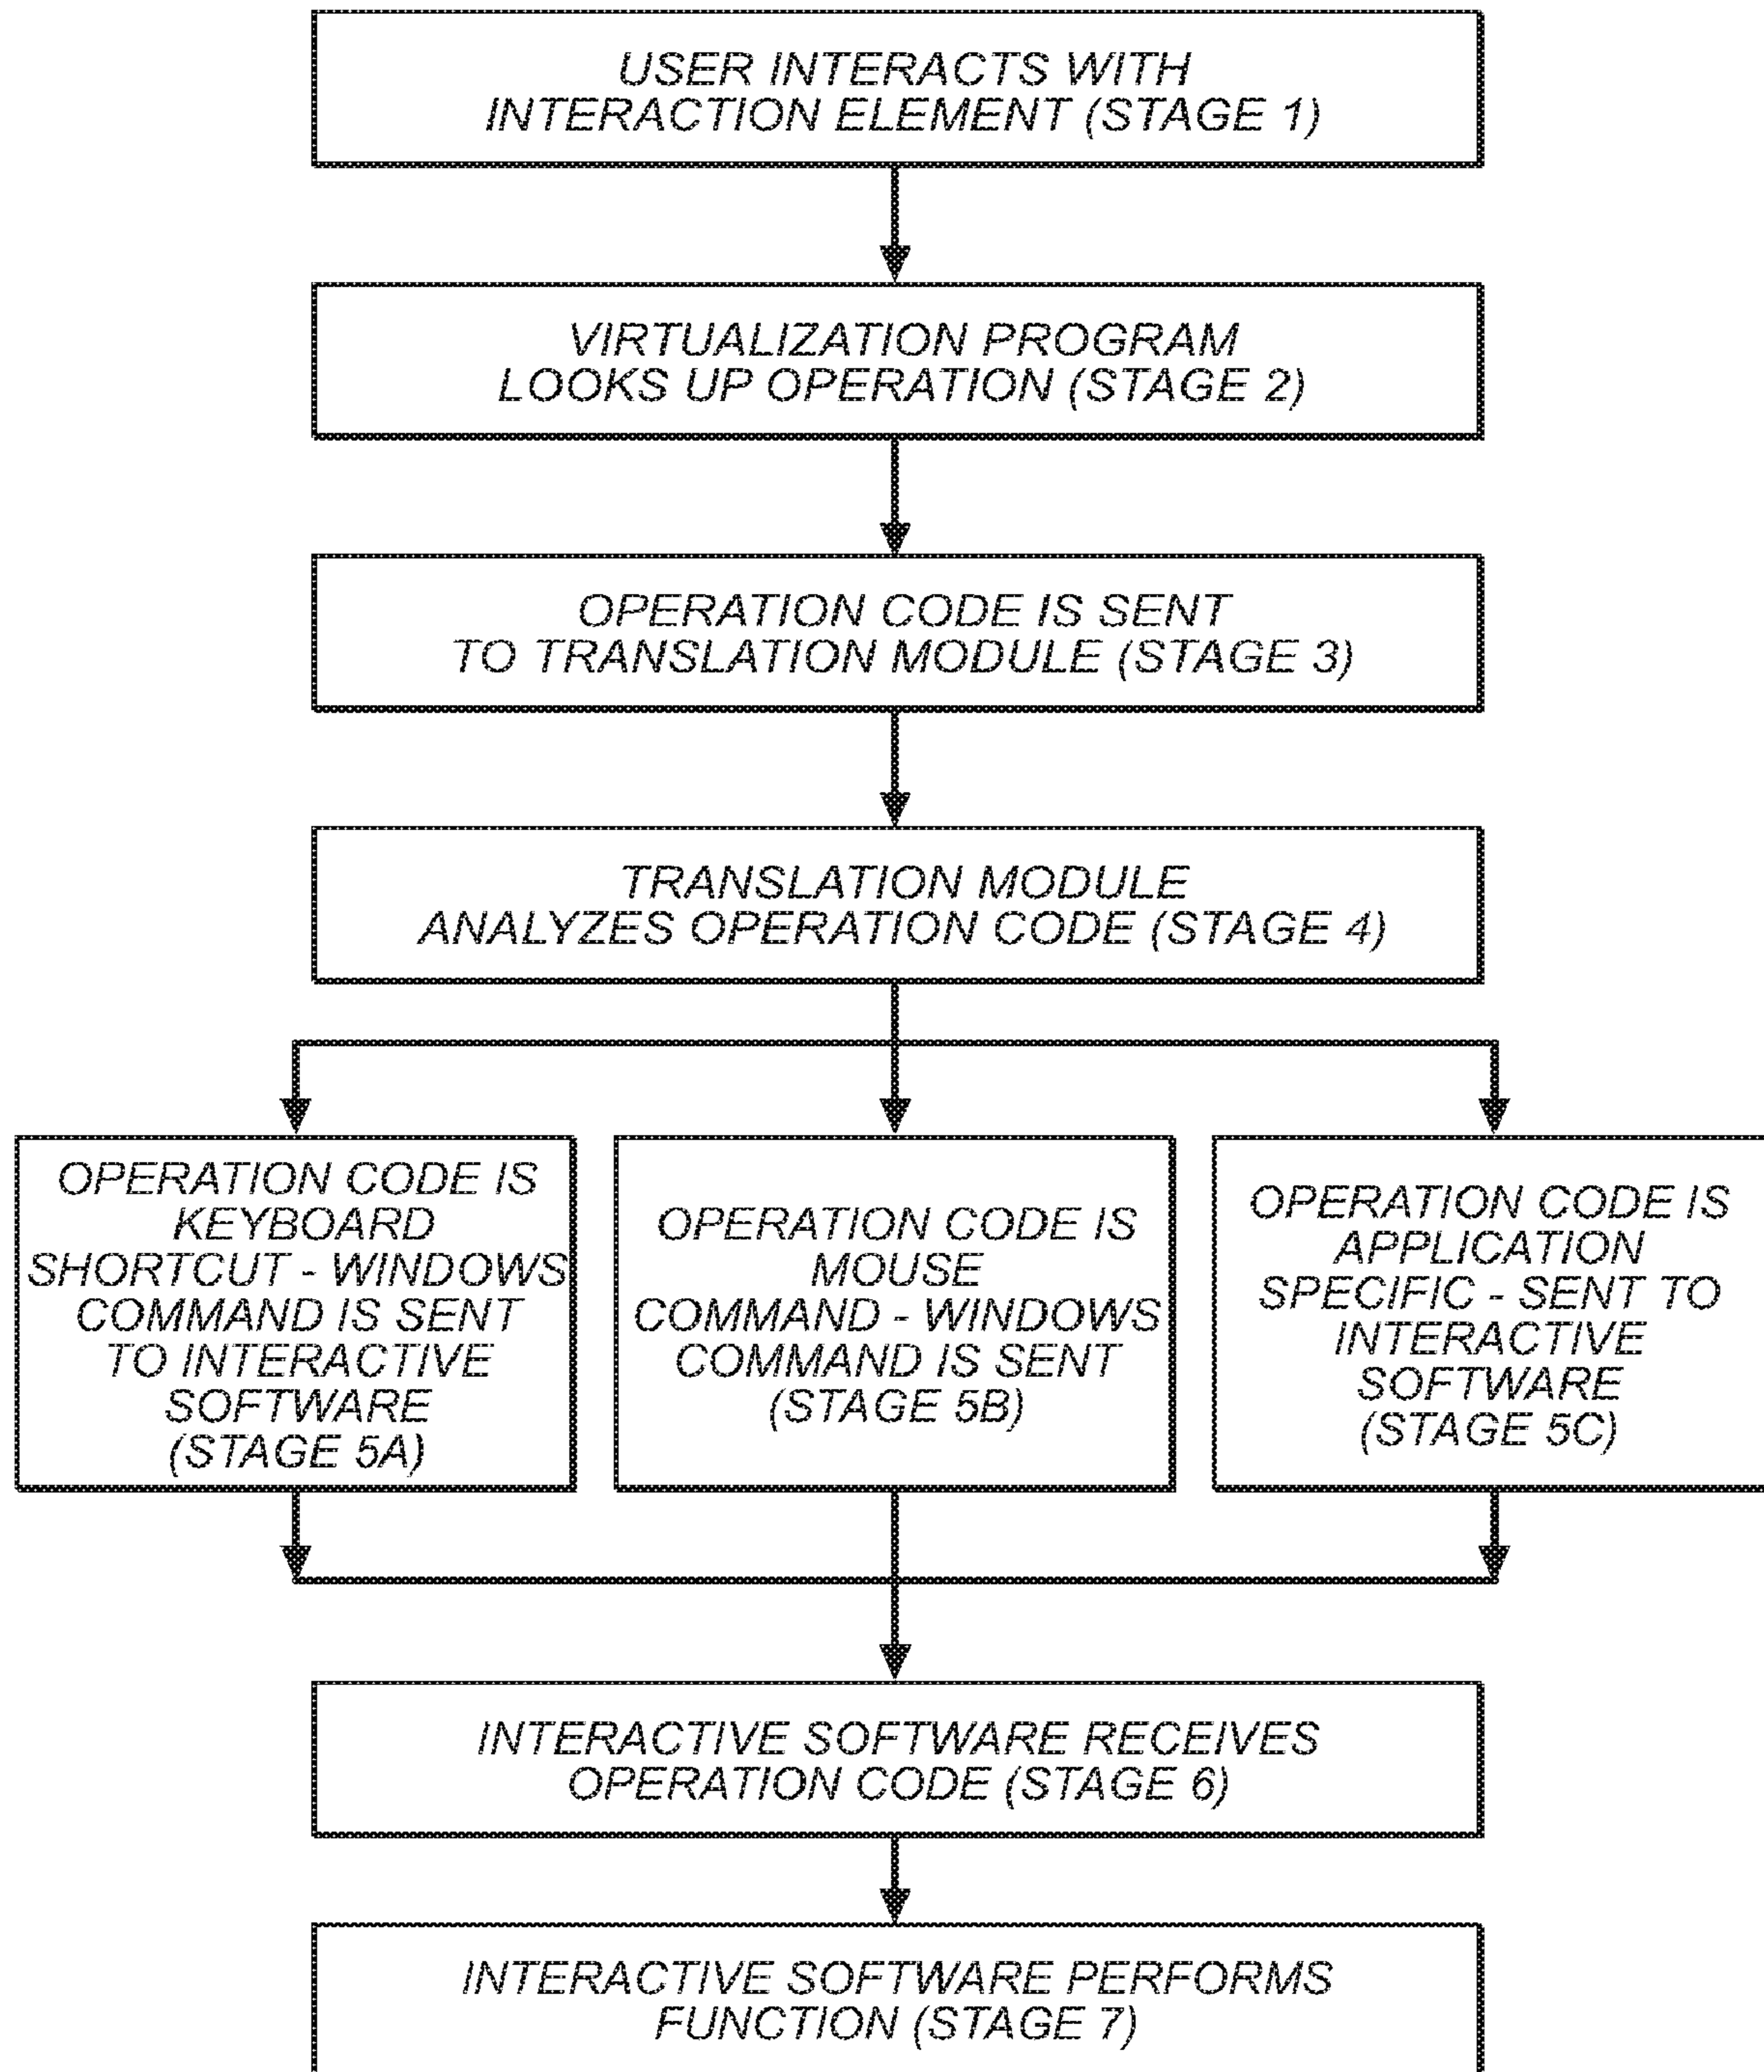 USER INTERACTS WITH
INTERACTION ELEMENT (STAGE 1)
VIRTUALIZATION PROGRAM
LOOKS UP OPERATION (STAGE 2)
OPERATION CODE IS SENT
TO TRANSLATION MODULE (STAGE 3)
TRANSLATION MODULE
ANALYZES OPERATION CODE (STAGE 4)
OPERATION CODE IS
KEYBOARD
SHORTCUT - WINDOWS
COMMAND IS SENT
TO INTERACTIVE
SOFTWARE
(STAGE 5A)
OPERATION CODE IS
MOUSE
COMMAND - WINDOWS
COMMAND IS SENT
(STAGE 5B)
OPERATION CODE IS
APPLICATION
SPECIFIC - SENT TO
INTERACTIVE
SOFTWARE
(STAGE 5C)
INTERACTIVE SOFTWARE RECEIVES
OPERATION CODE (STAGE 6)
INTERACTIVE SOFTWARE PERFORMS
FUNCTION (STAGE 7)